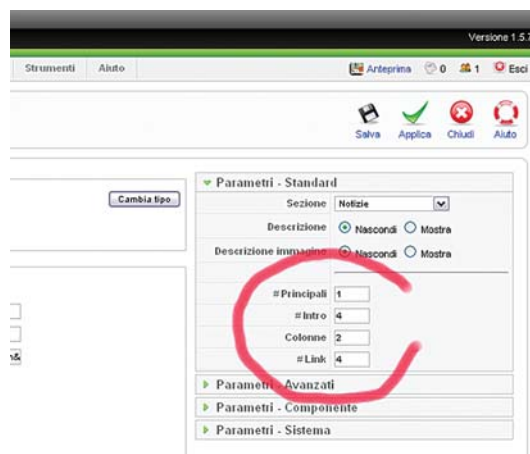 Versione 1.5.7
Strumenti Aiuto Anteprima 0 1 Esci
Salva Applica Chiudi Aiuto
Cambia tipo
Parametri - Standard
Sezione Notizie
Descrizione Nascondi Mostra
Descrizione immagine Nascondi Mostra
#Principali 1
#Intro 4
Colonne 2
#Link 4
Parametri - Avanzati
Parametri - Componente
Parametri - Sistema